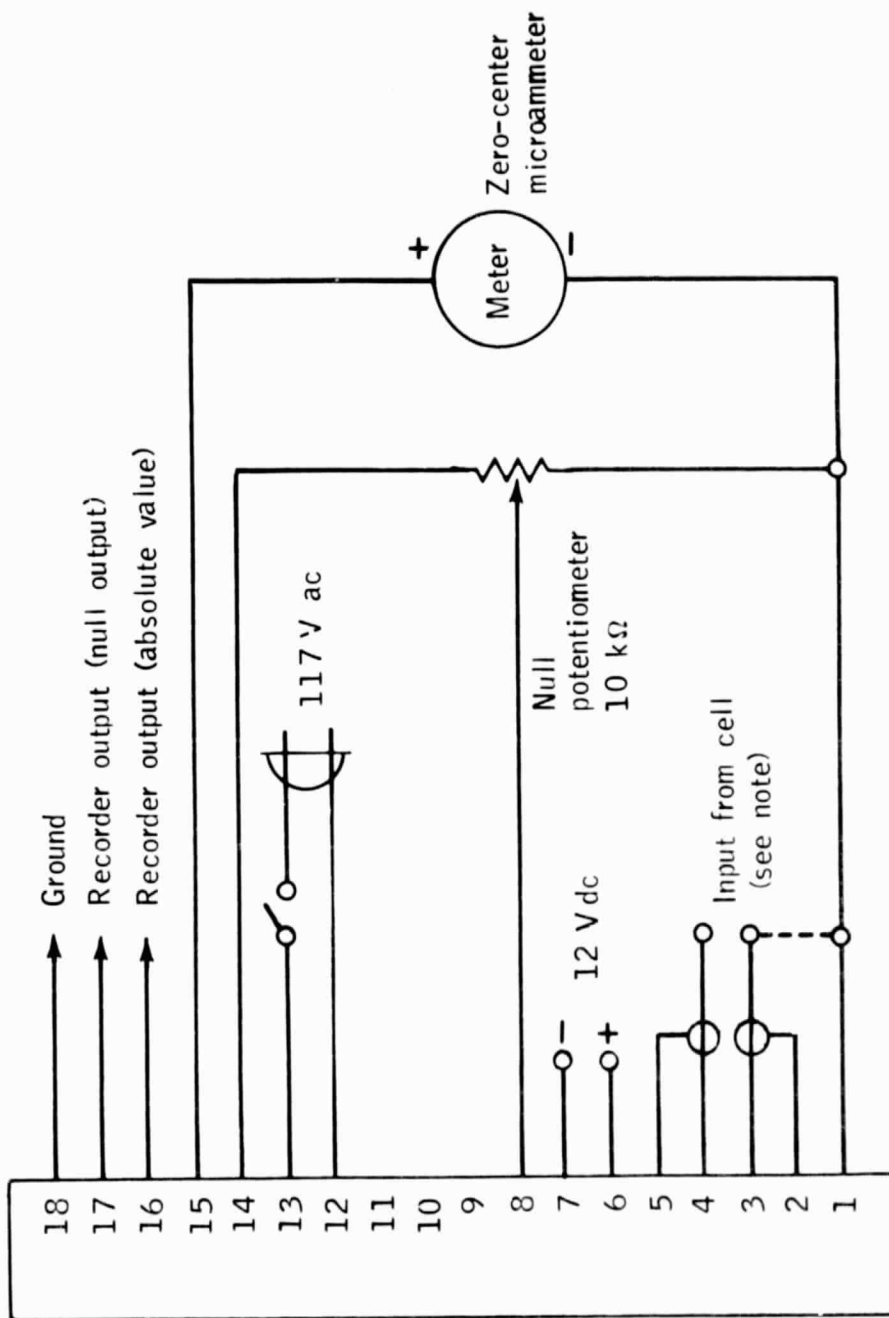 18
17
16
15
14
13
12
11
10
9
8
7
6
5
4
3
2
1
Ground
Recorder output (null output)
Recorder output (absolute value)
117 V ac
Null
potentiometer
10 kΩ
−
12 V dc
+
Input from cell
(see note)
+
Meter
−
Zero-center
microammeter